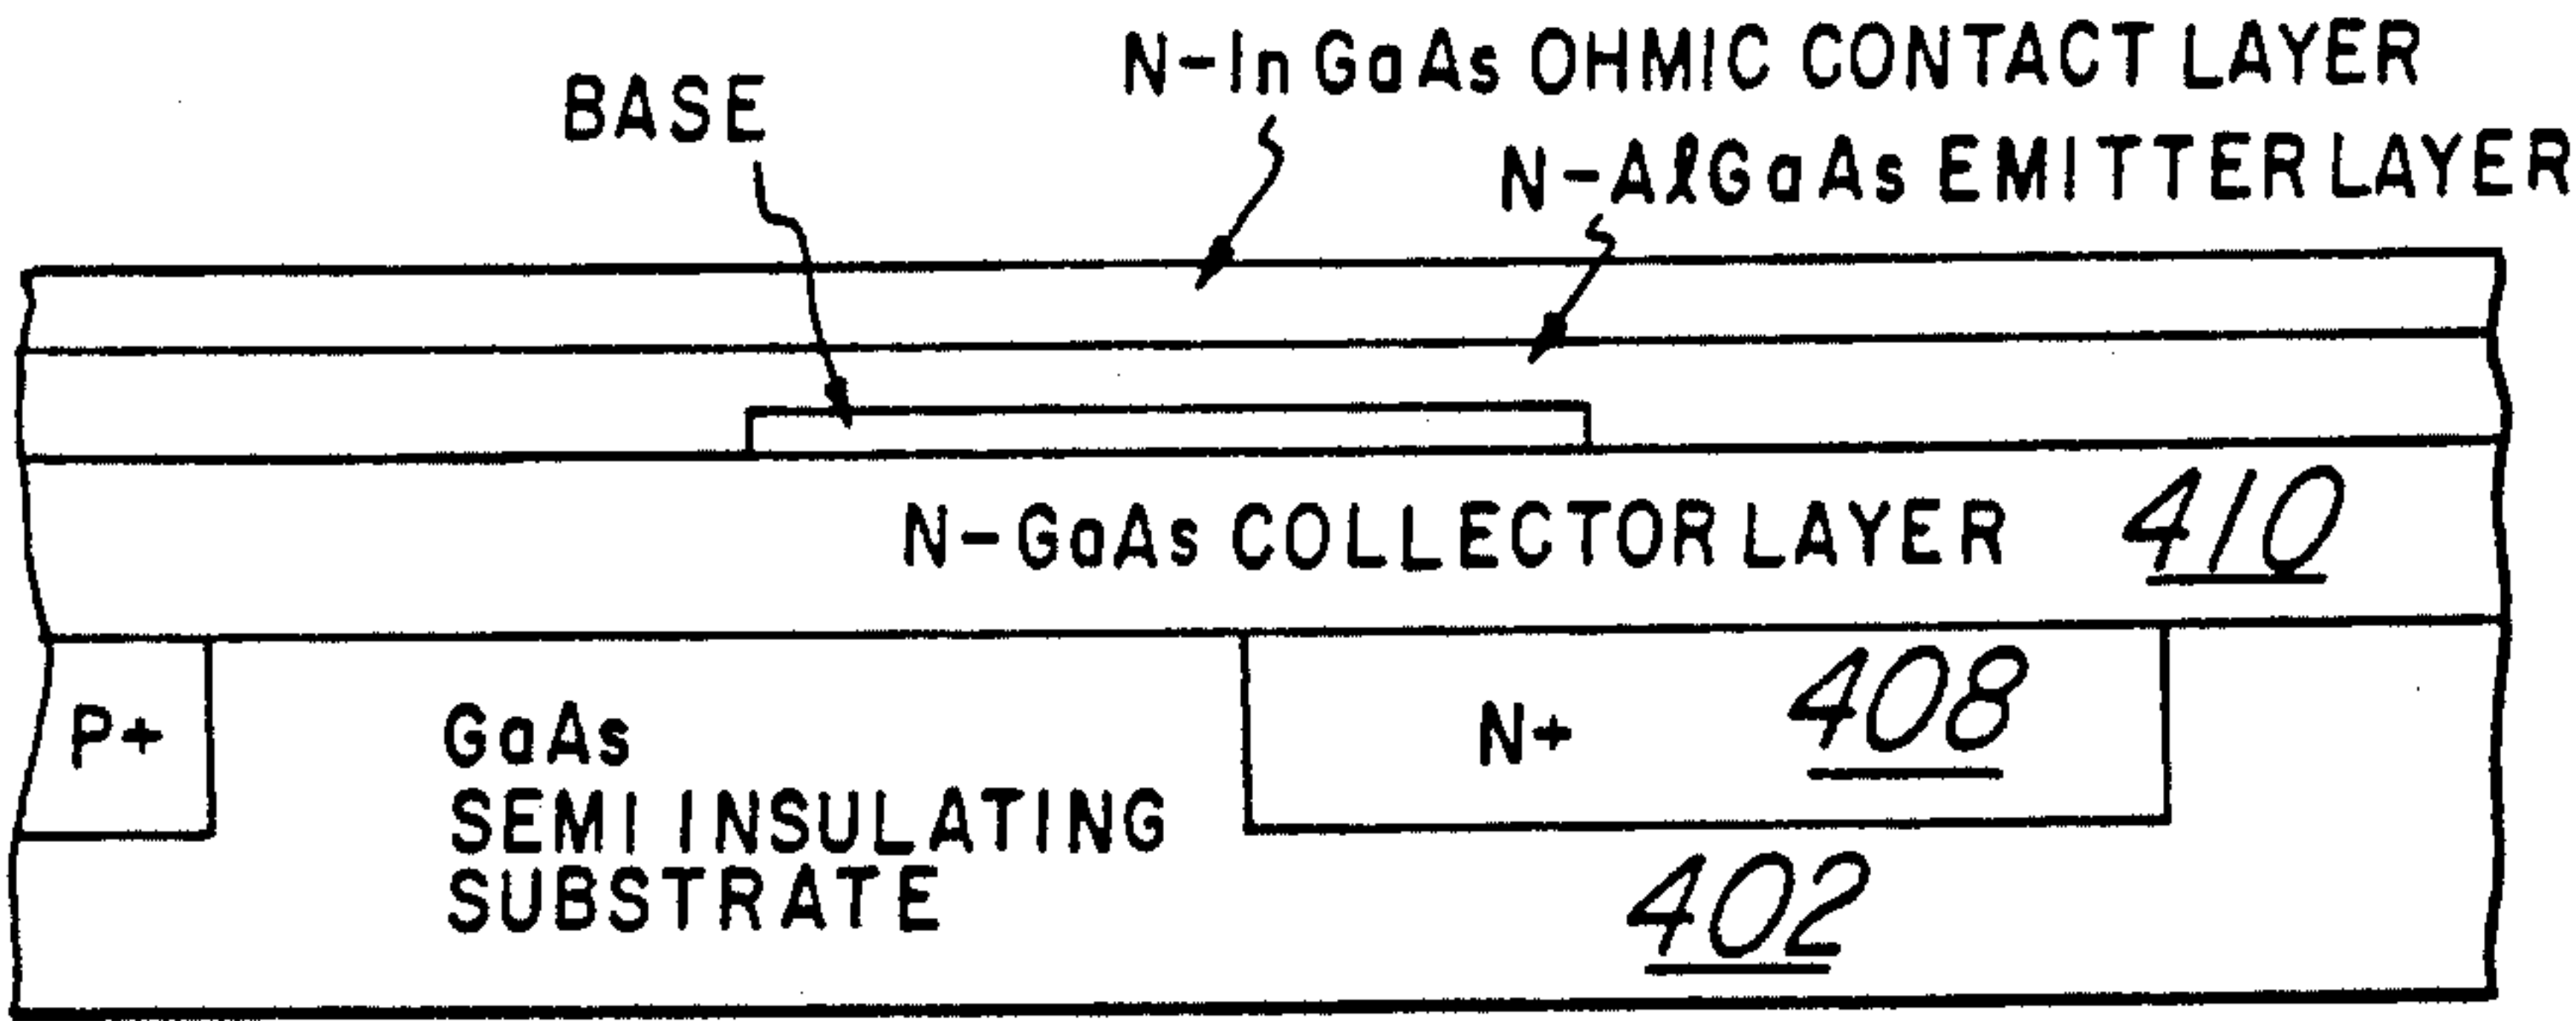 N-InGaAs OHMIC CONTACT LAYER
BASE
N-AlGaAs EMITTER LAYER
N-GaAs COLLECTOR LAYER 410
P+
GaAs
SEMI INSULATING
SUBSTRATE
N+ 408
402